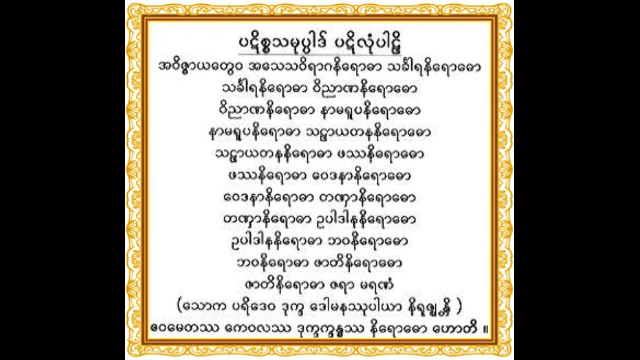 ပဋိစ္စသမုပ္ပါဒ် ပဋိလုံပါဠိ
အဝိဇ္ဇာယတွေဝ အသေသဝိရာဂနိရောဓာ သင်္ခါရနိရောဓော
သင်္ခါရနိရောဓာ ဝိညာဏနိရောဓော
ဝိညာဏနိရောဓာ နာမရူပနိရောဓော
နာမရူပနိရောဓာ သဠာယတနနိရောဓော
သဠာယတနနိရောဓာ ဖဿနိရောဓော
ဖဿနိရောဓာ ဝေဒနာနိရောဓော
ဝေဒနာနိရောဓာ တဏှာနိရောဓော
တဏှာနိရောဓာ ဥပါဒါနနိရောဓော
ဥပါဒါနနိရောဓာ ဘဝနိရောဓော
ဘဝနိရောဓာ ဇာတိနိရောဓော
ဇာတိနိရောဓာ ဇရာ မရဏံ
(သောက ပရိဒေဝ ဒုက္ခ ဒေါမနဿုပါယာ နိရုဇ္ဈန္တိ )
ဧဝမေတဿ ကေဝလဿ ဒုက္ခက္ခန္ဓဿ နိရောဓော ဟောတိ ။